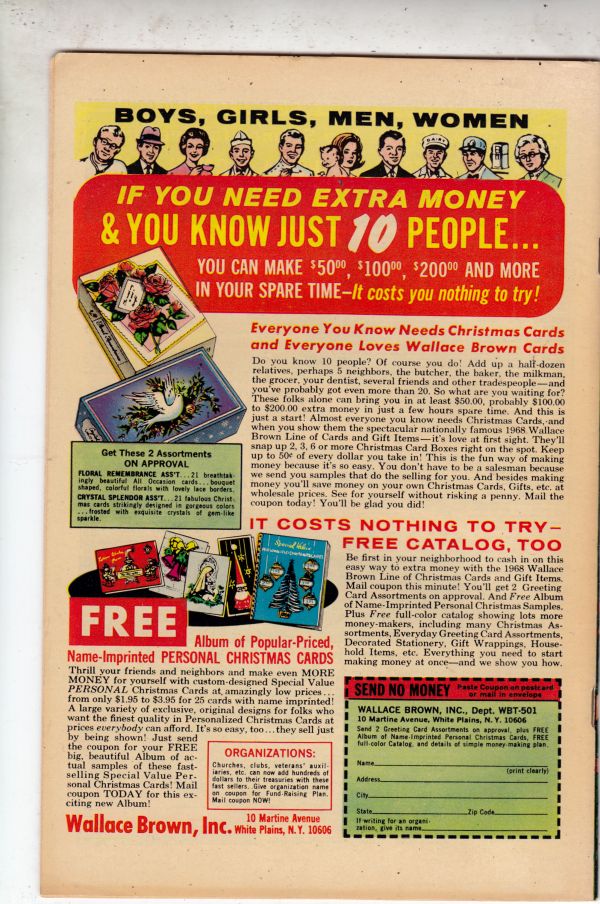 BOYS, GIRLS, MEN, WOMEN
DAIRY
IF YOU NEED EXTRA MONEY
& YOU KNOW JUST 10 PEOPLE...
YOU CAN MAKE $50⁰⁰, $100⁰⁰, $200⁰⁰ AND MORE
IN YOUR SPARE TIME—It costs you nothing to try!
Everyone You Know Needs Christmas Cards
and Everyone Loves Wallace Brown Cards
Do you know 10 people? Of course you do! Add up a half-dozen
relatives, perhaps 5 neighbors, the butcher, the baker, the milkman,
the grocer, your dentist, several friends and other tradespeople—and
you've probably got even more than 20. So what are you waiting for?
These folks alone can bring you in at least $50.00, probably $100.00
to $200.00 extra money in just a few hours spare time. And this is
just a start! Almost everyone you know needs Christmas Cards, and
when you show them the spectacular nationally famous 1968 Wallace
Brown Line of Cards and Gift Items—it's love at first sight. They'll
snap up 2, 3, 6 or more Christmas Card Boxes right on the spot. Keep
up to 50¢ of every dollar you take in! This is the fun way of making
money because it's so easy. You don't have to be a salesman because
we send you samples that do the selling for you. And besides making
money you'll save money on your own Christmas Cards, Gifts, etc. at
wholesale prices. See for yourself without risking a penny. Mail the
coupon today! You'll be glad you did!
Get These 2 Assortments
ON APPROVAL
FLORAL REMEMBRANCE ASS'T...21 breathtak-
ingly beautiful All Occasion cards...bouquet
shaped, colorful florals with lovely lace borders.
CRYSTAL SPLENDOR ASS'T...21 fabulous Christ-
mas cards strikingly designed in gorgeous colors
...frosted with exquisite crystals of gem-like
sparkle.
IT COSTS NOTHING TO TRY—
FREE CATALOG, TOO
Be first in your neighborhood to cash in on this
easy way to extra money with the 1968 Wallace
Brown Line of Christmas Cards and Gift Items.
Mail coupon this minute! You'll get 2 Greeting
Card Assortments on approval. And Free Album
of Name-Imprinted Personal Christmas Samples.
Plus Free full-color catalog showing lots more
money-makers, including many Christmas As-
sortments, Everyday Greeting Card Assortments,
Decorated Stationery, Gift Wrappings, House-
hold Items, etc. Everything you need to start
making money at once—and we show you how.
Special Value
PERSONALIZED CHRISTMAS CARDS
FREE
Album of Popular-Priced,
Name-Imprinted PERSONAL CHRISTMAS CARDS
Thrill your friends and neighbors and make even MORE
MONEY for yourself with custom-designed Special Value
PERSONAL Christmas Cards at amazingly low prices...
from only $1.95 to $3.95 for 25 cards with name imprinted!
A large variety of exclusive, original designs for folks who
want the finest quality in Personalized Christmas Cards at
prices everybody can afford. It's so easy, too...they sell just
by being shown! Just send
the coupon for your FREE
big, beautiful Album of ac-
tual samples of these fast-
selling Special Value Per-
sonal Christmas Cards! Mail
coupon TODAY for this ex-
citing new Album!
ORGANIZATIONS:
Churches, clubs, veterans' auxil-
iaries, etc. can now add hundreds of
dollars to their treasuries with these
fast sellers. Give organization name
on coupon for Fund-Raising Plan.
Mail coupon NOW!
Wallace Brown, Inc. 10 Martine Avenue
White Plains, N.Y. 10606
SEND NO MONEY Paste Coupon on postcard
or mail in envelope
WALLACE BROWN, INC., Dept. WBT-501
10 Martine Avenue, White Plains, N. Y. 10606
Send 2 Greeting Card Assortments on approval, plus FREE
Album of Name-Imprinted Personal Christmas Cards, FREE
full-color Catalog, and details of simple money-making plan.
Name
(print clearly)
Address
City
State Zip Code
If writing for an organi-
zation, give its name